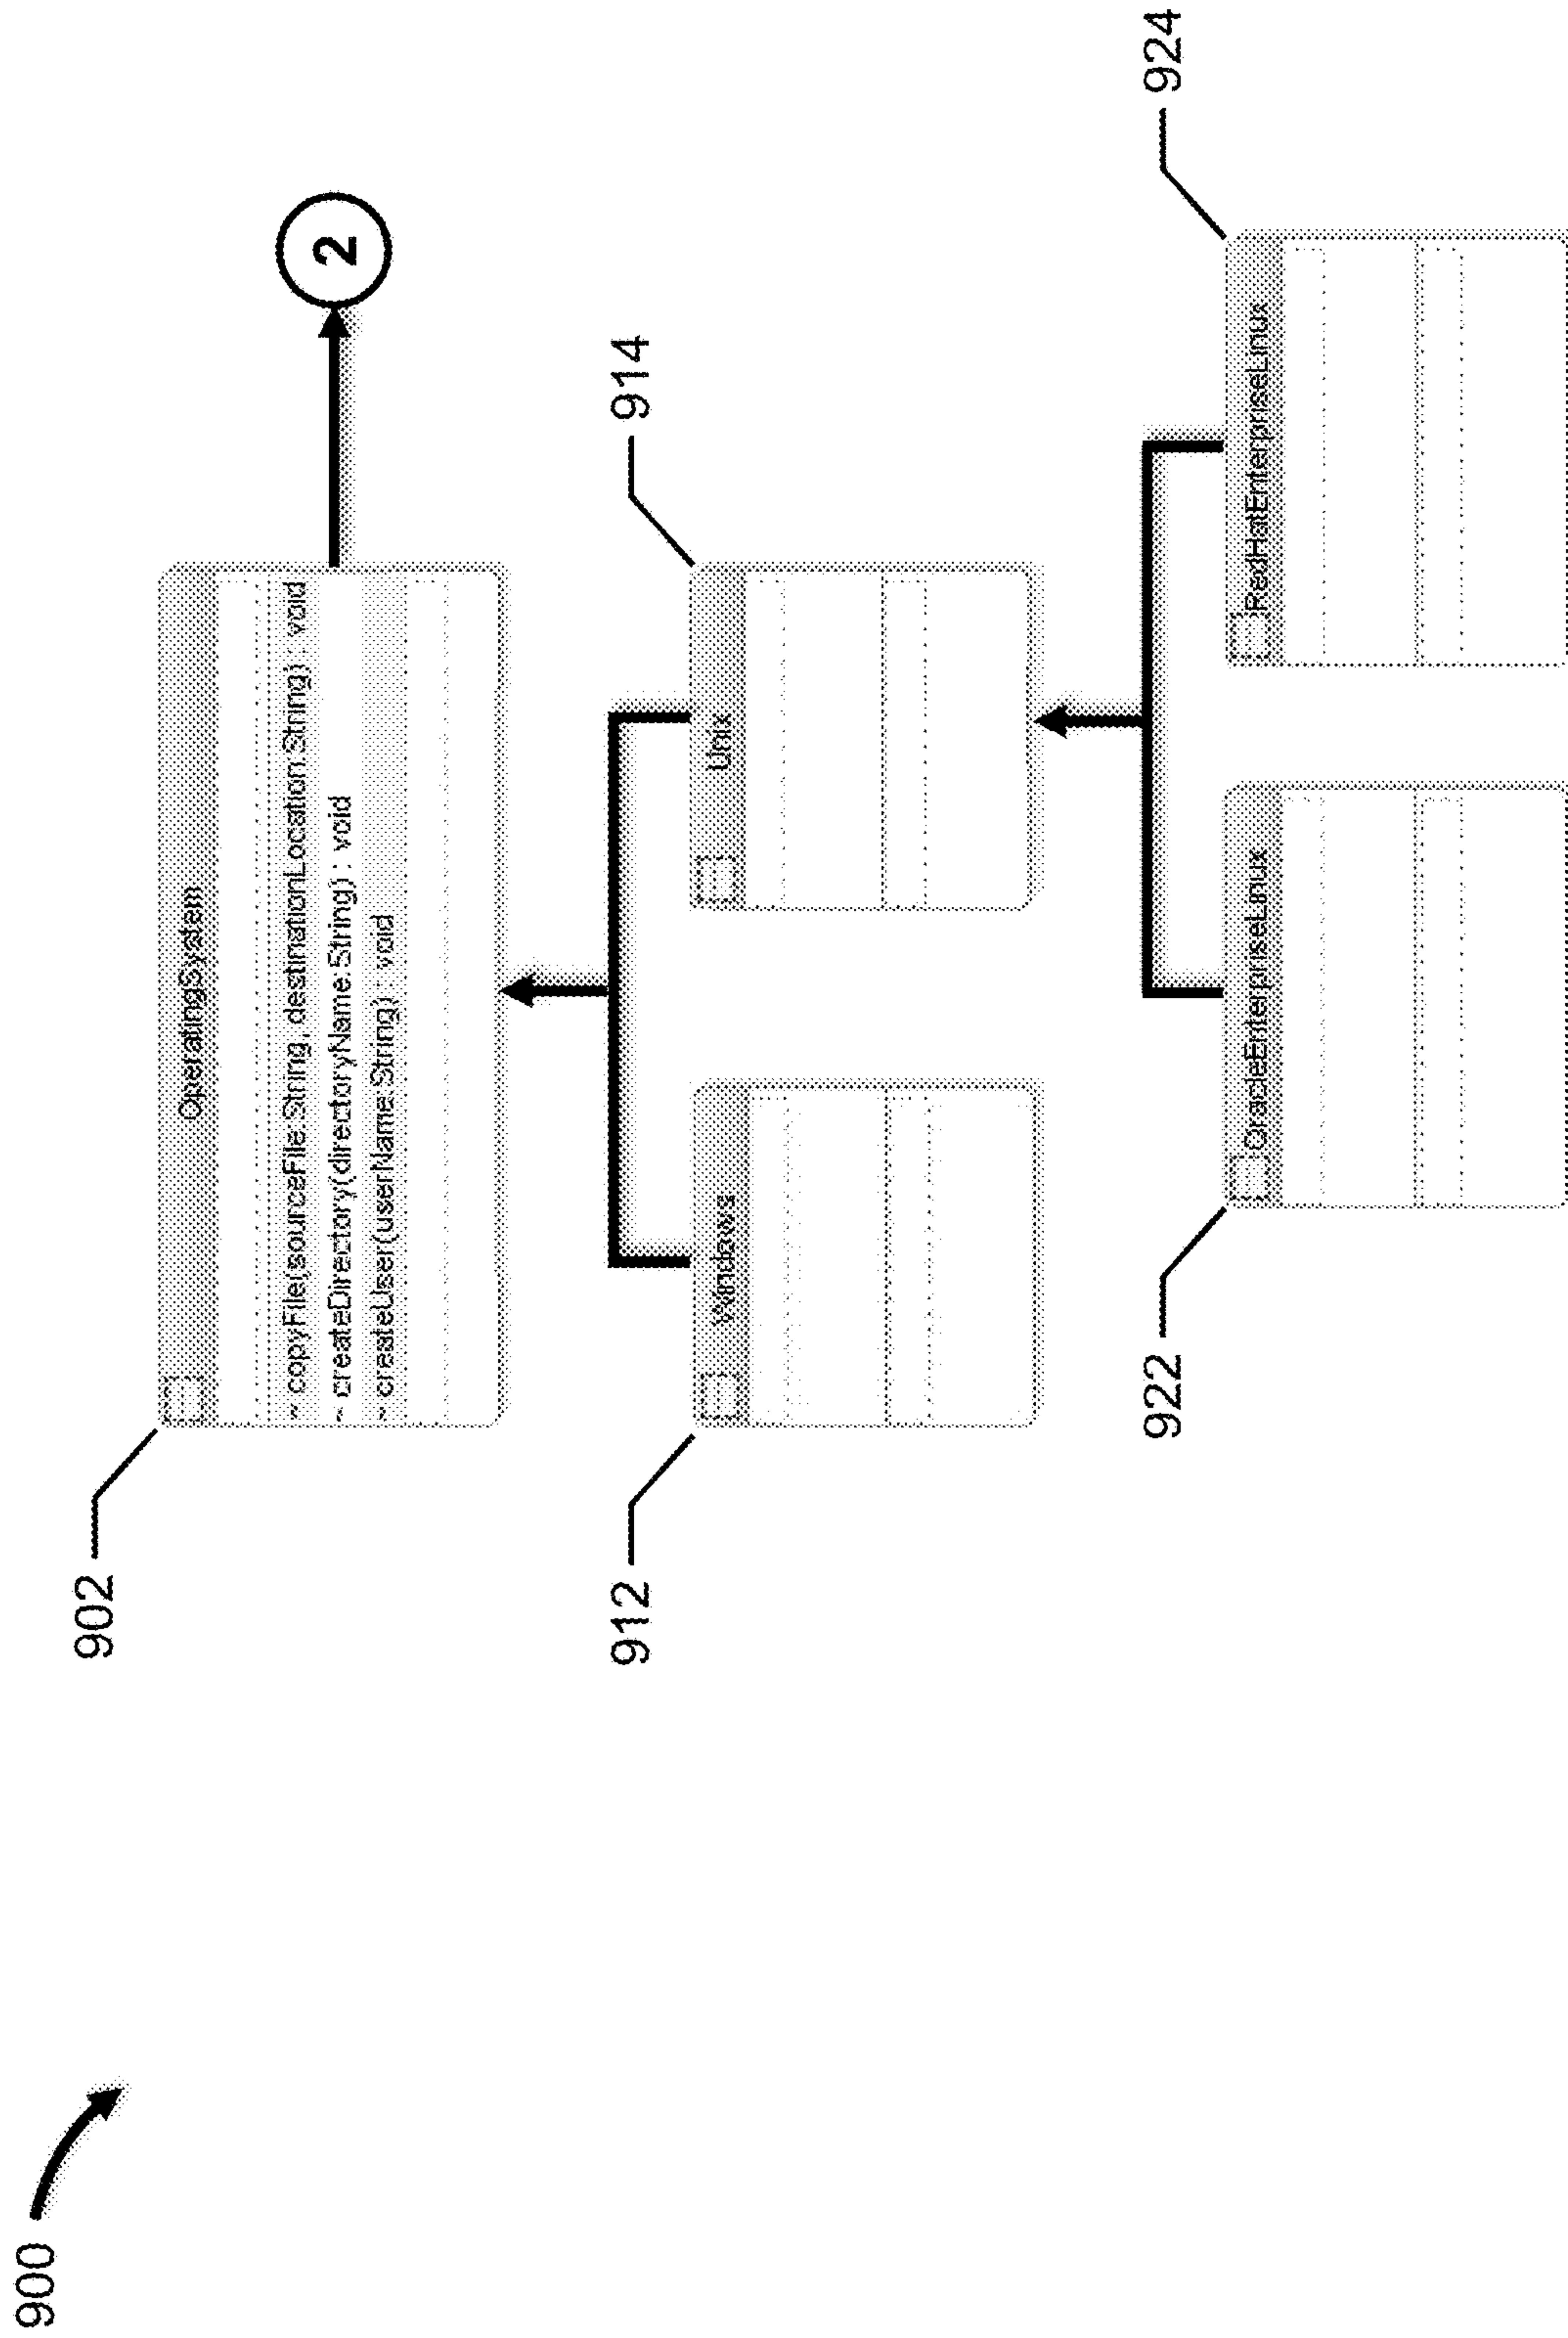 900
902
OperatingSystem
~ copyFile(sourceFile:String, destinationLocation:String) : void
~ createDirectory(directoryName:String) : void
~ createUser(userName:String) : void
2
912
Windows
914
Unix
922
OracleEnterpriseLinux
924
RedHatEnterpriseLinux